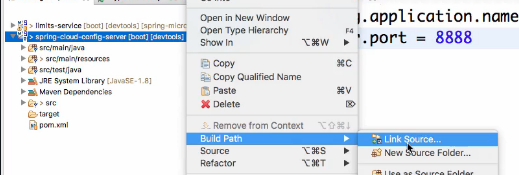 limits-service [boot] [devtools] [spring-micro
spring-cloud-config-server [boot] [devtools]
> src/main/java
> src/main/resources
src/test/java
JRE System Library [JavaSE-1.8]
Maven Dependencies
> src
target
pom.xml
Open in New Window
Open Type Hierarchy F4
Show In ⌥⌘W
Copy ⌘C
Copy Qualified Name
Paste ⌘V
Delete ⌦
Remove from Context ⌥⇧⌘↓
Build Path
Source ⌥⌘S
Refactor ⌥⌘T
Link Source...
New Source Folder...
Use as Source Folder
.application.name
.port = 8888